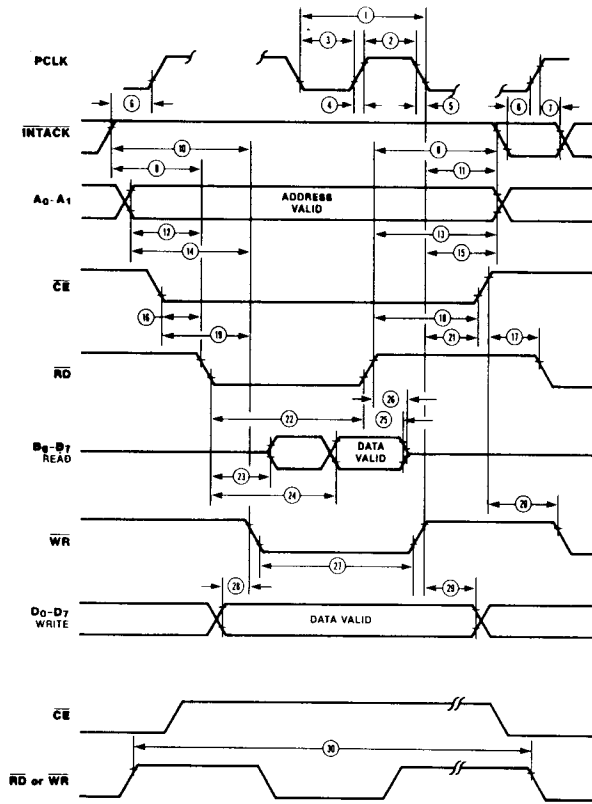 1
3 2
PCLK
6 4 5 6 7
INTACK
10 9
8 11
A₀-A₁ ADDRESS VALID
12 13
14 15
CE
16 18
19 21 17
RD
26
22 25
D₀-D₇ READ DATA VALID
23
24 20
WR
27
28 29
D₀-D₇ WRITE DATA VALID
CE
30
RD or WR